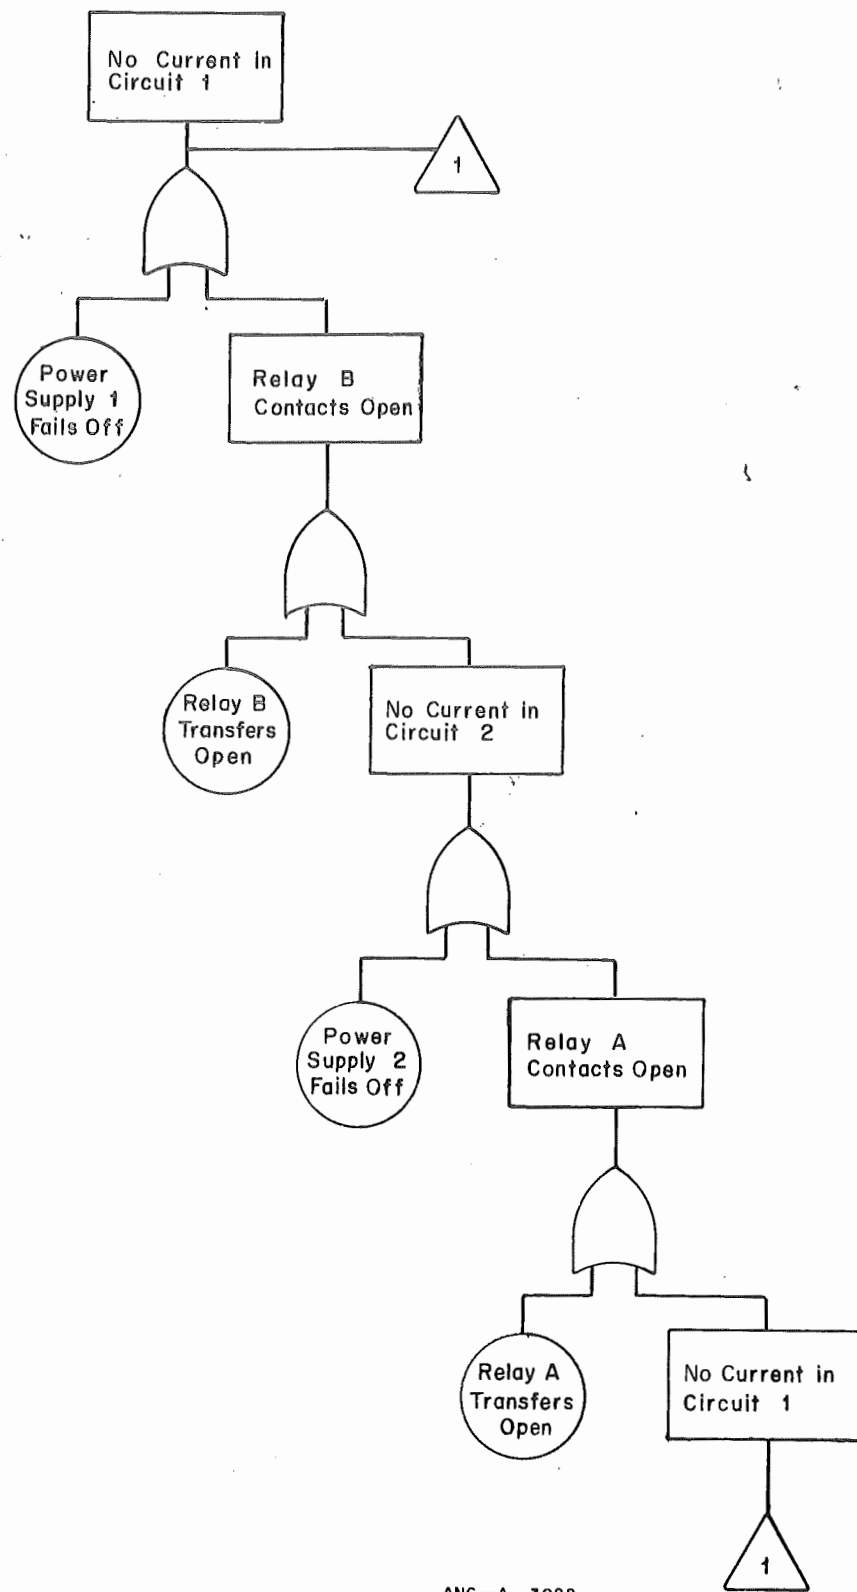 No Current in
Circuit 1
1
Power
Supply 1
Fails Off
Relay B
Contacts Open
Relay B
Transfers
Open
No Current in
Circuit 2
Power
Supply 2
Fails Off
Relay A
Contacts Open
Relay A
Transfers
Open
No Current in
Circuit 1
1